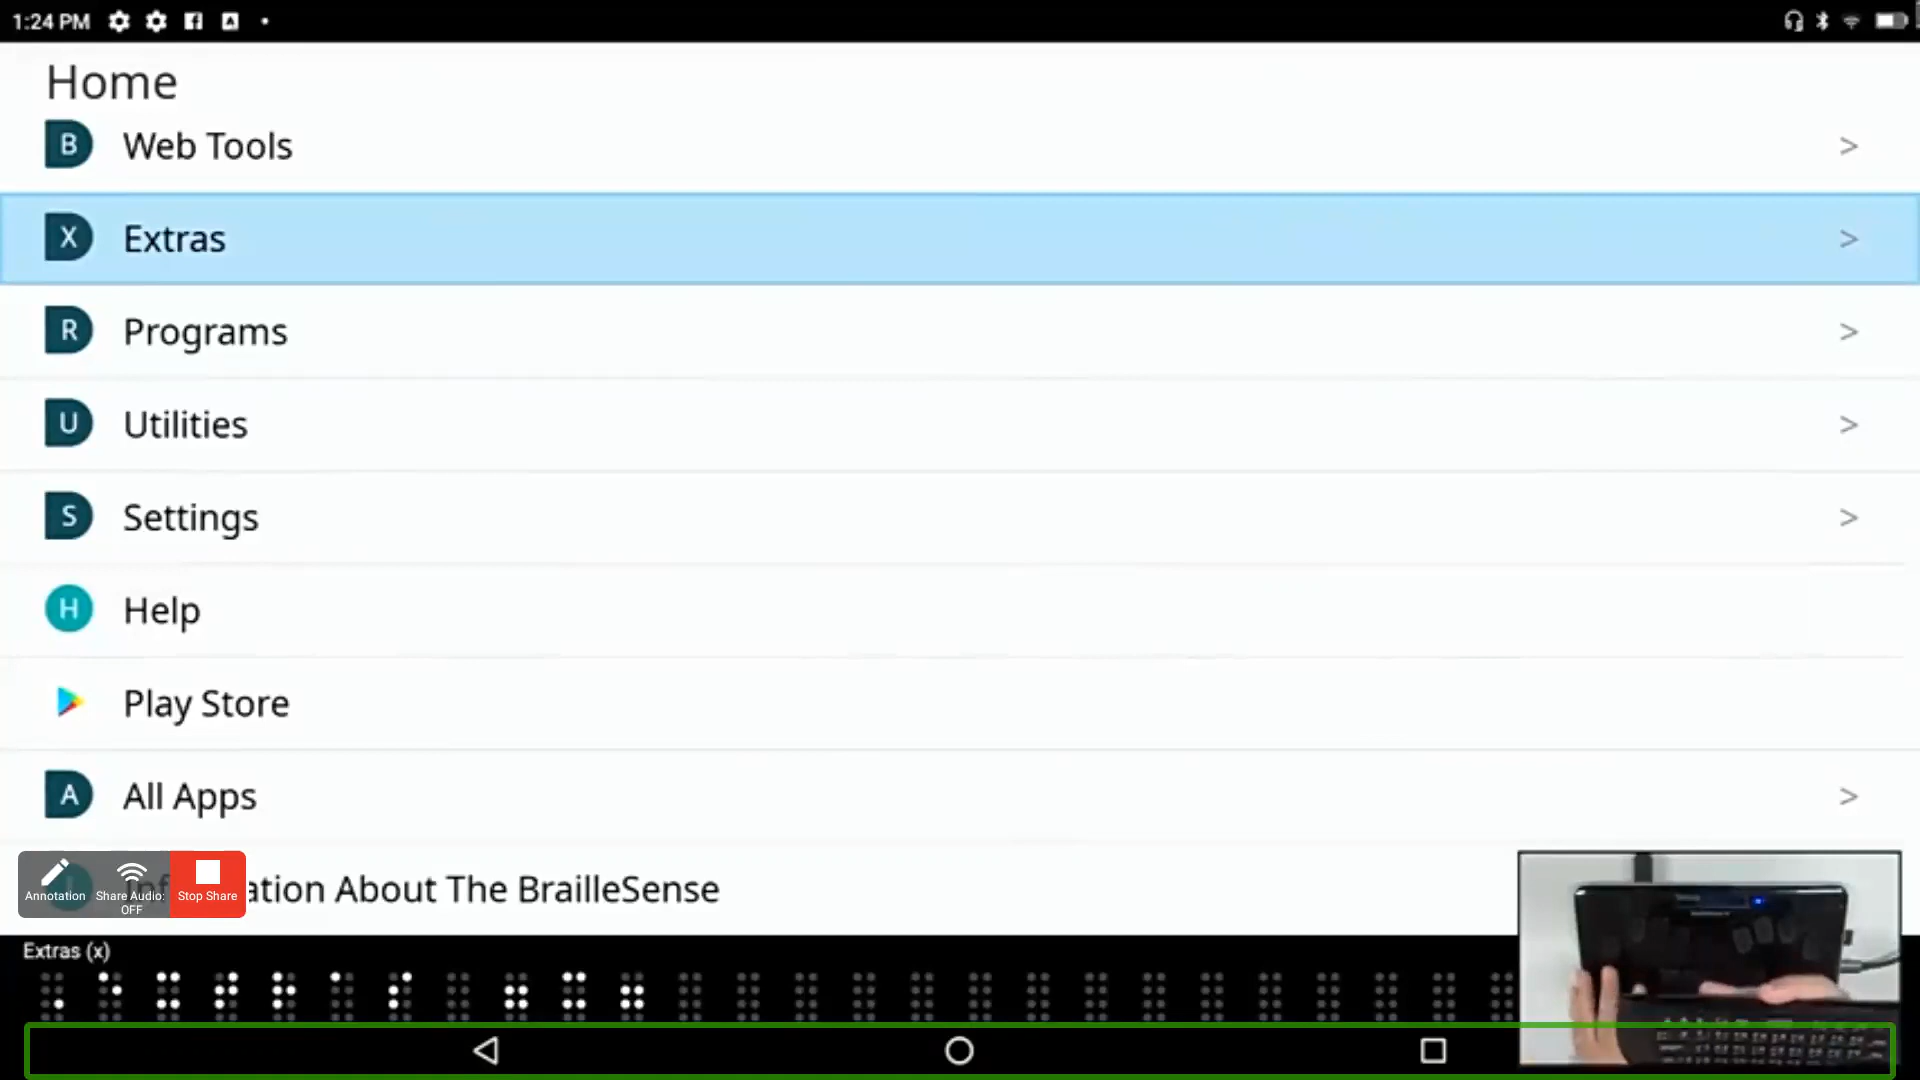 1:24 PM
Home
B Web Tools >
X Extras >
R Programs >
U Utilities >
S Settings >
H Help
Play Store
A All Apps >
ation About The BrailleSense
Annotation
Share Audio: OFF
Stop Share
Extras (x)